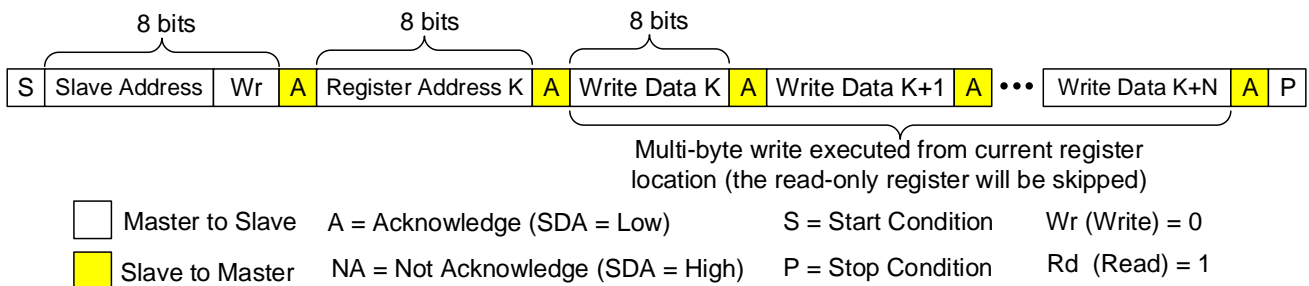 8 bits 8 bits 8 bits
S Slave Address Wr A Register Address K A Write Data K A Write Data K+1 A ••• Write Data K+N A P
Multi-byte write executed from current register
location (the read-only register will be skipped)
Master to Slave A = Acknowledge (SDA = Low) S = Start Condition Wr (Write) = 0
Slave to Master NA = Not Acknowledge (SDA = High) P = Stop Condition Rd (Read) = 1